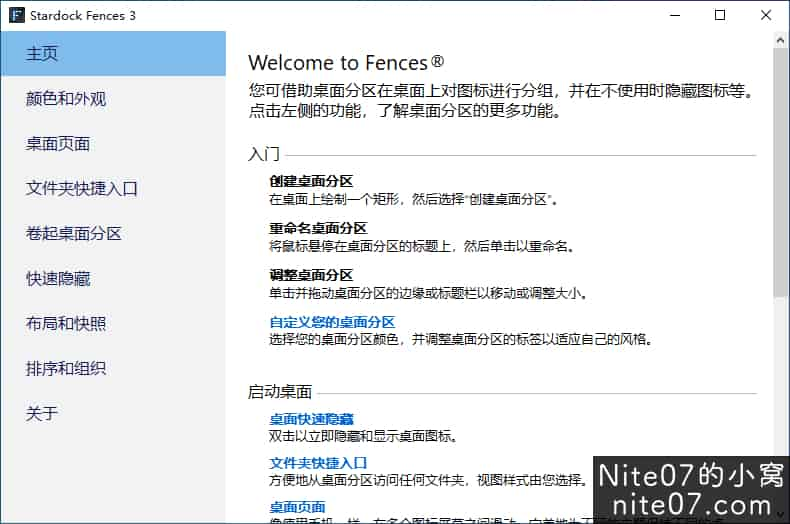 Stardock Fences 3
主页
颜色和外观
桌面页面
文件夹快捷入口
卷起桌面分区
快速隐藏
布局和快照
排序和组织
关于
Welcome to Fences®
您可借助桌面分区在桌面上对图标进行分组，并在不使用时隐藏图标等。
点击左侧的功能，了解桌面分区的更多功能。
入门
创建桌面分区
在桌面上绘制一个矩形，然后选择“创建桌面分区”。
重命名桌面分区
将鼠标悬停在桌面分区的标题上，然后单击以重命名。
调整桌面分区
单击并拖动桌面分区的边缘或标题栏以移动或调整大小。
自定义您的桌面分区
选择您的桌面分区颜色，并调整桌面分区的标签以适应自己的风格。
启动桌面
桌面快速隐藏
双击以立即隐藏和显示桌面图标。
文件夹快捷入口
方便地从桌面分区访问任何文件夹，视图样式由您选择。
桌面页面
Nite07的小窝
nite07.com